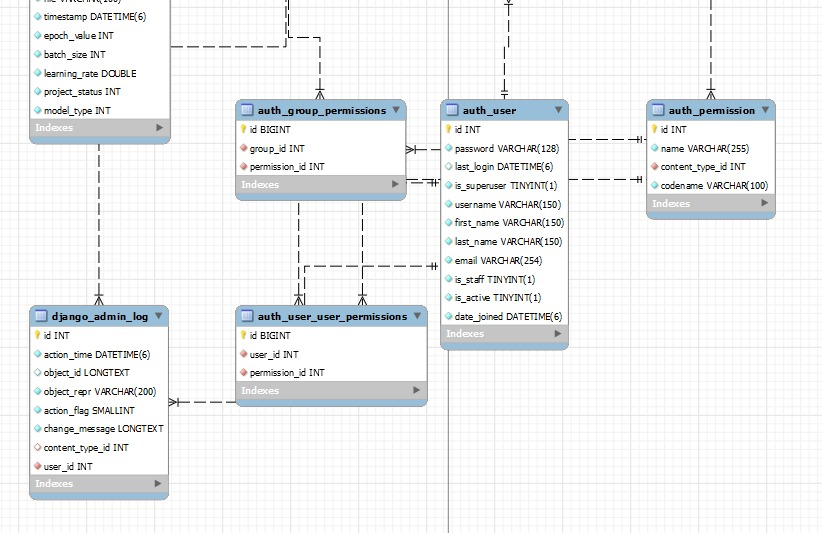 file VARCHAR(100)
timestamp DATETIME(6)
epoch_value INT
batch_size INT
learning_rate DOUBLE
project_status INT
model_type INT
Indexes
auth_group_permissions
id BIGINT
group_id INT
permission_id INT
Indexes
auth_user
id INT
password VARCHAR(128)
last_login DATETIME(6)
is_superuser TINYINT(1)
username VARCHAR(150)
first_name VARCHAR(150)
last_name VARCHAR(150)
email VARCHAR(254)
is_staff TINYINT(1)
is_active TINYINT(1)
date_joined DATETIME(6)
Indexes
auth_permission
id INT
name VARCHAR(255)
content_type_id INT
codename VARCHAR(100)
Indexes
django_admin_log
id INT
action_time DATETIME(6)
object_id LONGTEXT
object_repr VARCHAR(200)
action_flag SMALLINT
change_message LONGTEXT
content_type_id INT
user_id INT
Indexes
auth_user_user_permissions
id BIGINT
user_id INT
permission_id INT
Indexes